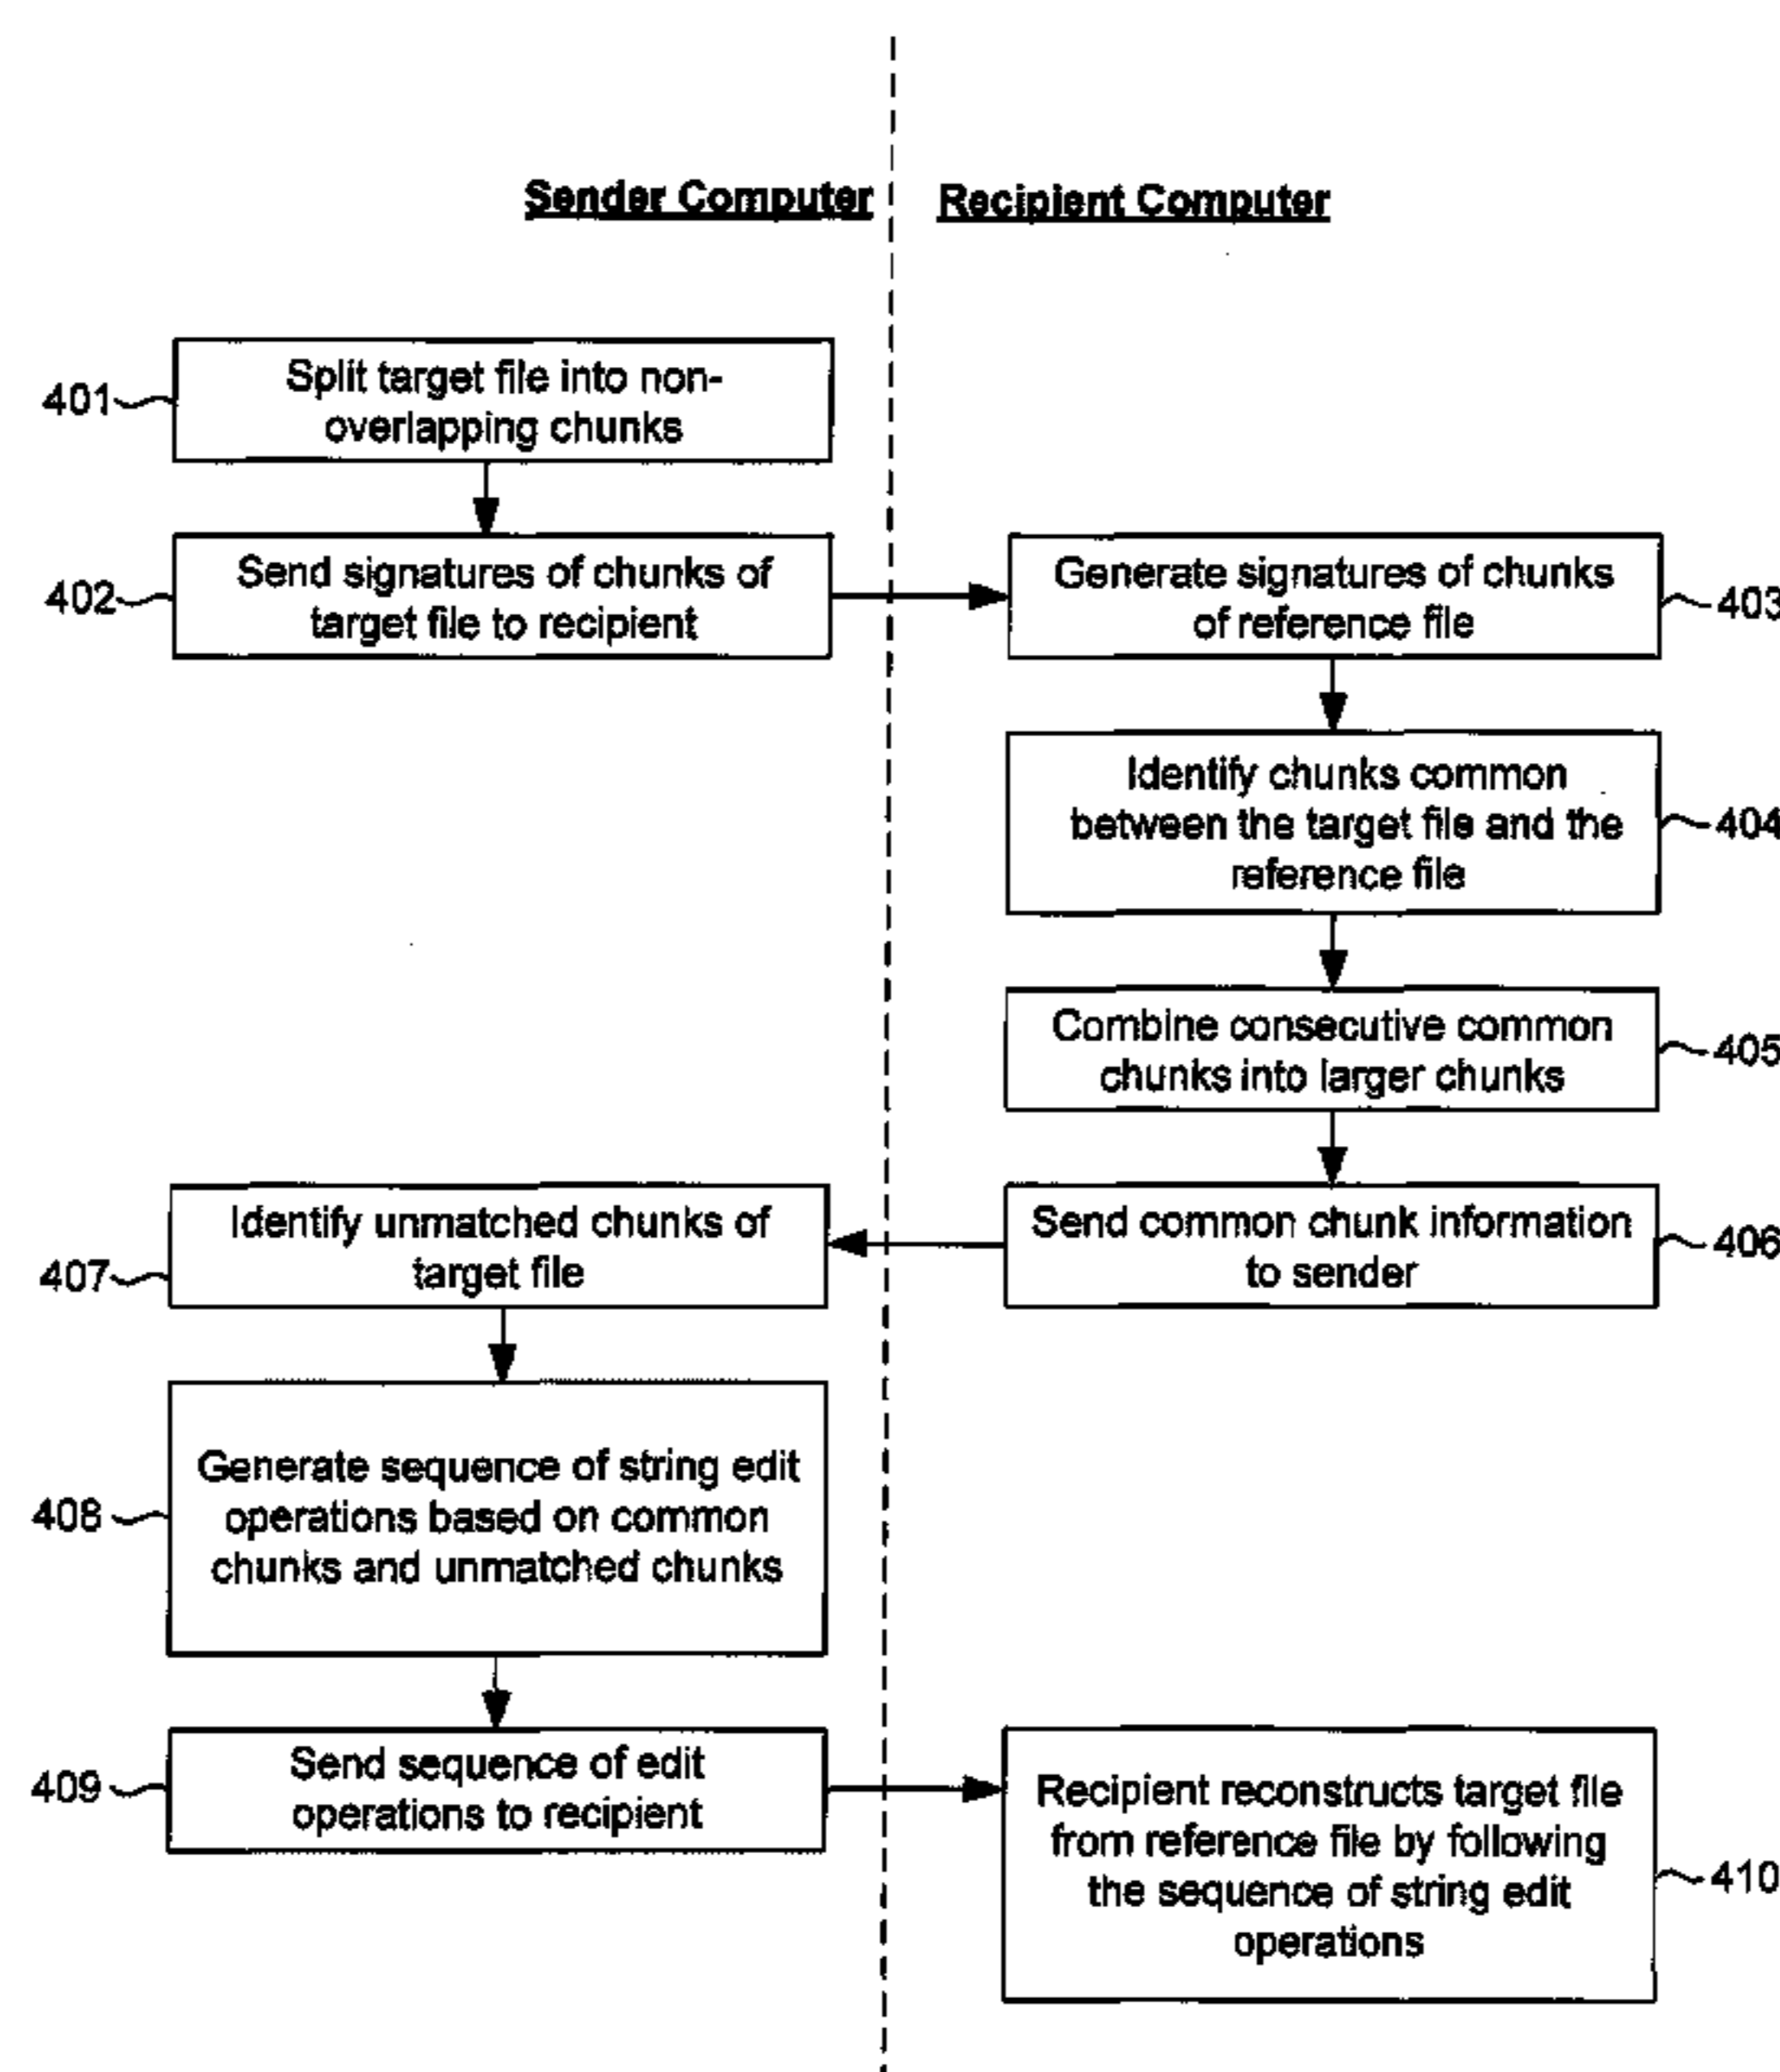 Sender Computer
Recipient Computer
401
Split target file into non-
overlapping chunks
402
Send signatures of chunks of
target file to recipient
Generate signatures of chunks
of reference file
403
Identify chunks common
between the target file and the
reference file
404
Combine consecutive common
chunks into larger chunks
405
Send common chunk information
to sender
406
Identify unmatched chunks of
target file
407
Generate sequence of string edit
operations based on common
chunks and unmatched chunks
408
Send sequence of edit
operations to recipient
409
Recipient reconstructs target file
from reference file by following
the sequence of string edit
operations
410